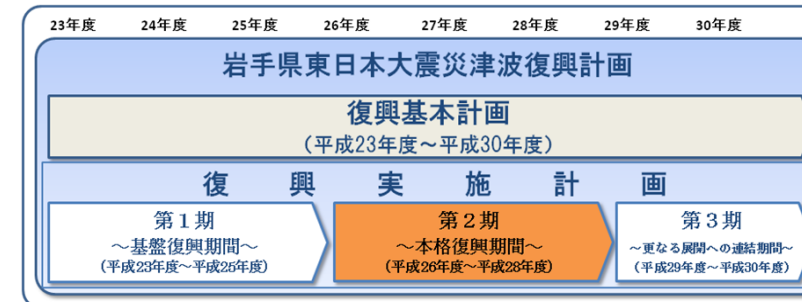 23年度 24年度 25年度 26年度 27年度 28年度 29年度 30年度
岩手県東日本大震災津波復興計画
復興基本計画
（平成23年度～平成30年度）
復興実施計画
第１期
～基盤復興期間～
（平成23年度～平成25年度）
第２期
～本格復興期間～
（平成26年度～平成28年度）
第３期
～更なる展開への連結期間～
（平成29年度～平成30年度）